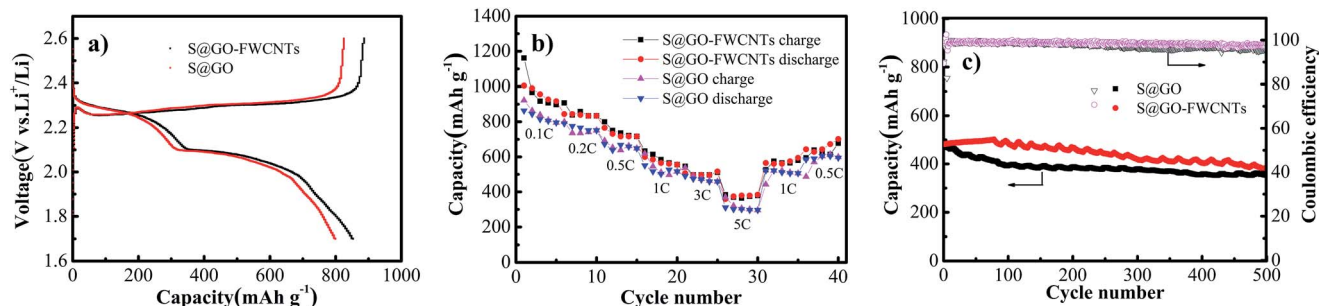 a)
S@GO-FWCNTs
S@GO
Voltage(V vs.Li+/Li)
2.6
2.4
2.2
2.0
1.8
1.6
0 200 400 600 800 1000
Capacity(mAh g-1)
b)
S@GO-FWCNTs charge
S@GO-FWCNTs discharge
S@GO charge
S@GO discharge
Capacity(mAh g-1)
1400
1200
1000
800
600
400
200
0
0.1C
0.2C
0.5C
1C
3C
5C
1C
0.5C
0 10 20 30 40
Cycle number
c)
S@GO
S@GO-FWCNTs
Capacity(mAh g-1)
1000
800
600
400
200
0
Coulombic efficiency
100
80
60
40
20
0
0 100 200 300 400 500
Cycle number